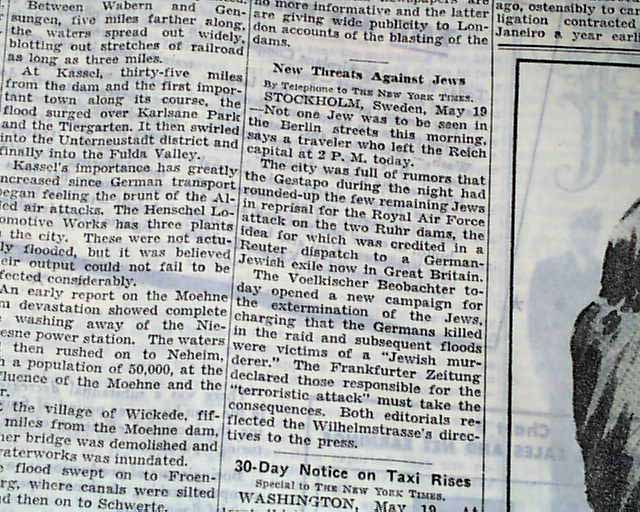 Between Wabern and Gen-
sungen, five miles farther along,
the waters spread out widely,
blotting out stretches of railroad
as long as three miles.
At Kassel, thirty-five miles
from the dam and the first impor-
tant town along its course, the
flood surged over Karlsaue Park
and the Tiergarten. It then swirled
into the Unterneustadt district and
finally into the Fulda Valley.
Kassel's importance has greatly
increased since German transport
began feeling the brunt of the Al-
lied air attacks. The Henschel Lo-
omotive Works has three plants
the city. These were not actu-
ly flooded, but it was believed
eir output could not fail to be
fected considerably.
An early report on the Moehne
m devastation showed complete
washing away of the Nie-
esne power station. The waters
then rushed on to Neheim,
h a population of 50,000, at the
fluence of the Moehne and the
r.
t the village of Wickede, fif-
miles from the Moehne dam,
her bridge was demolished and
aterworks was inundated.
e flood swept on to Froen-
rg, where canals were silted
d then on to Schwerte.
no more informative and the latter
are giving wide publicity to Lon-
don accounts of the blasting of the
dams.
New Threats Against Jews
By Telephone to THE NEW YORK TIMES.
STOCKHOLM, Sweden, May 19
—Not one Jew was to be seen in
the Berlin streets this morning,
says a traveler who left the Reich
capital at 2 P. M. today.
The city was full of rumors that
the Gestapo during the night had
rounded-up the few remaining Jews
in reprisal for the Royal Air Force
attack on the two Ruhr dams, the
idea for which was credited in a
Reuter dispatch to a German-
Jewish exile now in Great Britain.
The Voelkischer Beobachter to-
day opened a new campaign for
the extermination of the Jews,
charging that the Germans killed
in the raid and subsequent floods
were victims of a "Jewish mur-
derer." The Frankfurter Zeitung
declared those responsible for the
"terroristic attack" must take the
consequences. Both editorials re-
flected the Wilhelmstrasse's direc-
tives to the press.
30-Day Notice on Taxi Rises
Special to THE NEW YORK TIMES.
WASHINGTON, May 19
ago, ostensibly to
ligation contracted
Janeiro a year